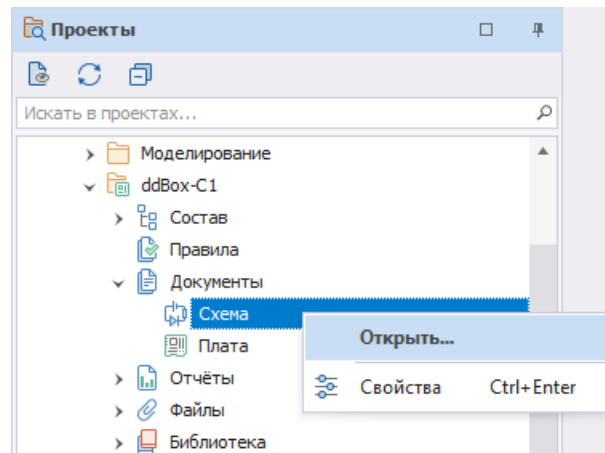 Проекты
Искать в проектах...
Моделирование
ddBox-C1
Состав
Правила
Документы
Схема
Открыть...
Плата
Свойства Ctrl+Enter
Отчёты
Файлы
Библиотека